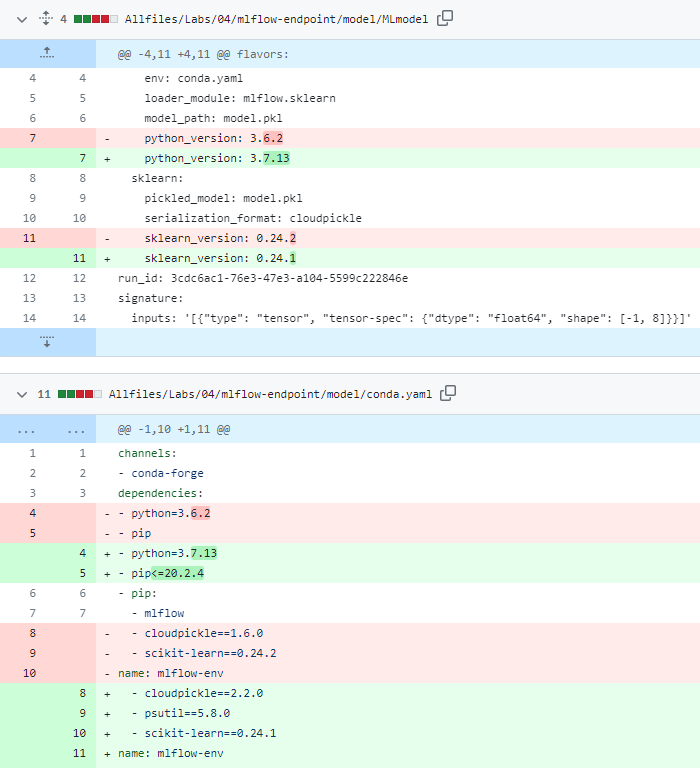 4 Allfiles/Labs/04/mlflow-endpoint/model/MLmodel
@@ -4,11 +4,11 @@ flavors:
4 4 env: conda.yaml
5 5 loader_module: mlflow.sklearn
6 6 model_path: model.pkl
7 - python_version: 3.6.2
7 + python_version: 3.7.13
8 8 sklearn:
9 9 pickled_model: model.pkl
10 10 serialization_format: cloudpickle
11 - sklearn_version: 0.24.2
11 + sklearn_version: 0.24.1
12 12 run_id: 3cdc6ac1-76e3-47e3-a104-5599c222846e
13 13 signature:
14 14 inputs: '[{"type": "tensor", "tensor-spec": {"dtype": "float64", "shape": [-1, 8]}}]'
11 Allfiles/Labs/04/mlflow-endpoint/model/conda.yaml
... ... @@ -1,10 +1,11 @@
1 1 channels:
2 2 - conda-forge
3 3 dependencies:
4 - - python=3.6.2
5 - - pip
4 + - python=3.7.13
5 + - pip<=20.2.4
6 6 - pip:
7 7 - mlflow
8 - - cloudpickle==1.6.0
9 - - scikit-learn==0.24.2
10 - name: mlflow-env
8 + - cloudpickle==2.2.0
9 + - psutil==5.8.0
10 + - scikit-learn==0.24.1
11 + name: mlflow-env